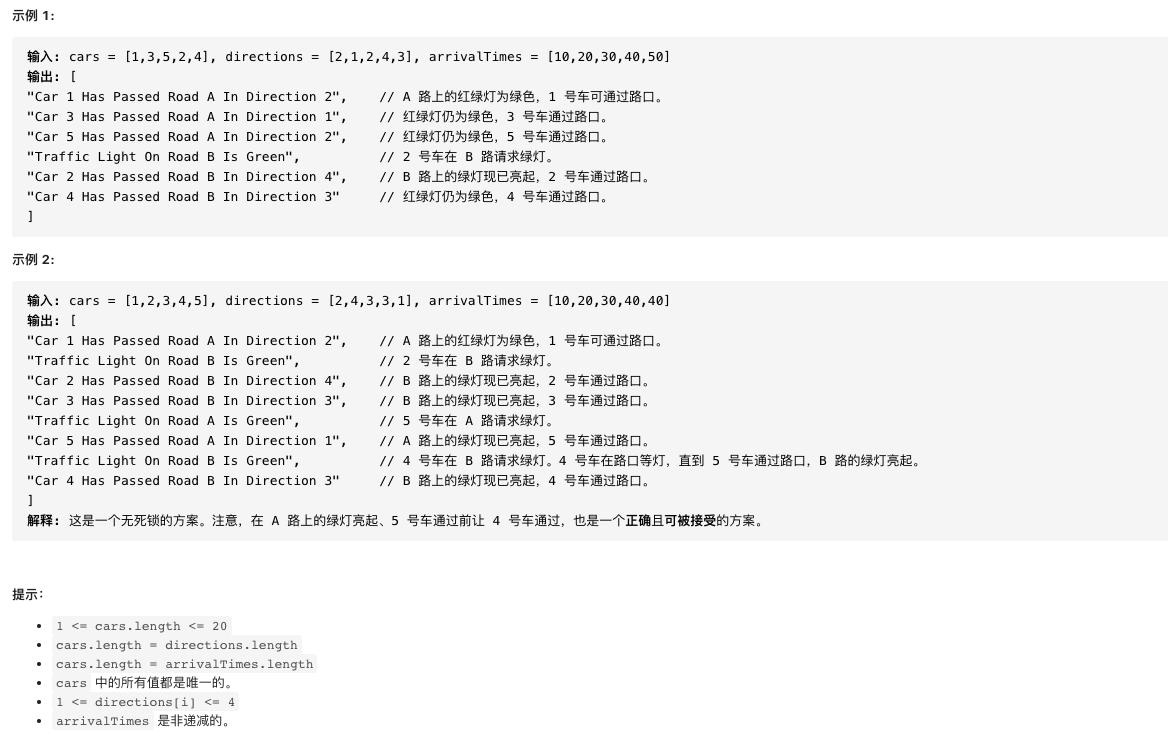 示例 1:
输入: cars = [1,3,5,2,4], directions = [2,1,2,4,3], arrivalTimes = [10,20,30,40,50]
输出: [
"Car 1 Has Passed Road A In Direction 2",    // A 路上的红绿灯为绿色，1 号车可通过路口。
"Car 3 Has Passed Road A In Direction 1",    // 红绿灯仍为绿色，3 号车通过路口。
"Car 5 Has Passed Road A In Direction 2",    // 红绿灯仍为绿色，5 号车通过路口。
"Traffic Light On Road B Is Green",          // 2 号车在 B 路请求绿灯。
"Car 2 Has Passed Road B In Direction 4",    // B 路上的绿灯现已亮起，2 号车通过路口。
"Car 4 Has Passed Road B In Direction 3"     // 红绿灯仍为绿色，4 号车通过路口。
]
示例 2:
输入: cars = [1,2,3,4,5], directions = [2,4,3,3,1], arrivalTimes = [10,20,30,40,40]
输出: [
"Car 1 Has Passed Road A In Direction 2",    // A 路上的红绿灯为绿色，1 号车可通过路口。
"Traffic Light On Road B Is Green",          // 2 号车在 B 路请求绿灯。
"Car 2 Has Passed Road B In Direction 4",    // B 路上的绿灯现已亮起，2 号车通过路口。
"Car 3 Has Passed Road B In Direction 3",    // B 路上的绿灯现已亮起，3 号车通过路口。
"Traffic Light On Road A Is Green",          // 5 号车在 A 路请求绿灯。
"Car 5 Has Passed Road A In Direction 1",    // A 路上的绿灯现已亮起，5 号车通过路口。
"Traffic Light On Road B Is Green",          // 4 号车在 B 路请求绿灯。4 号车在路口等灯，直到 5 号车通过路口，B 路的绿灯亮起。
"Car 4 Has Passed Road B In Direction 3"     // B 路上的绿灯现已亮起，4 号车通过路口。
]
解释: 这是一个无死锁的方案。注意，在 A 路上的绿灯亮起、5 号车通过前让 4 号车通过，也是一个正确且可被接受的方案。
提示：
• 1 <= cars.length <= 20
• cars.length = directions.length
• cars.length = arrivalTimes.length
• cars 中的所有值都是唯一的。
• 1 <= directions[i] <= 4
• arrivalTimes 是非递减的。